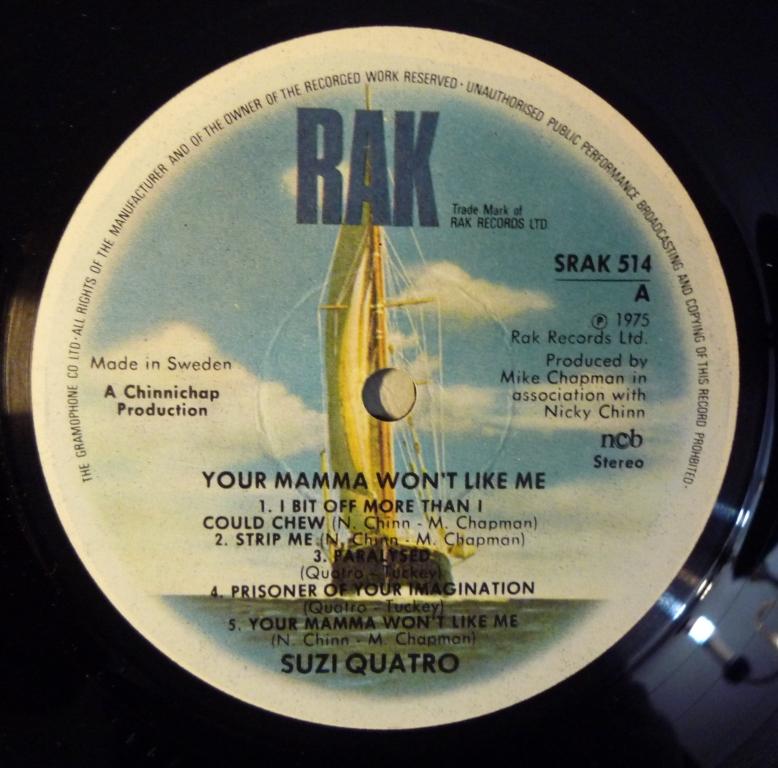 THE GRAMOPHONE CO LTD · ALL RIGHTS OF THE MANUFACTURER AND OF THE OWNER OF THE RECORDED WORK RESERVED · UNAUTHORISED PUBLIC PERFORMANCE BROADCASTING AND COPYING OF THIS RECORD PROHIBITED ·
RAK
Trade Mark of
RAK RECORDS LTD
SRAK 514
A
Ⓟ 1975
Rak Records Ltd.
Made in Sweden
A Chinnichap
Production
Produced by
Mike Chapman in
association with
Nicky Chinn
ncb
Stereo
YOUR MAMMA WON'T LIKE ME
1. I BIT OFF MORE THAN I
COULD CHEW (N. Chinn - M. Chapman)
2. STRIP ME (N. Chinn - M. Chapman)
3. PARALYSED
(Quatro - Tuckey)
4. PRISONER OF YOUR IMAGINATION
(Quatro - Tuckey)
5. YOUR MAMMA WON'T LIKE ME
(N. Chinn - M. Chapman)
SUZI QUATRO